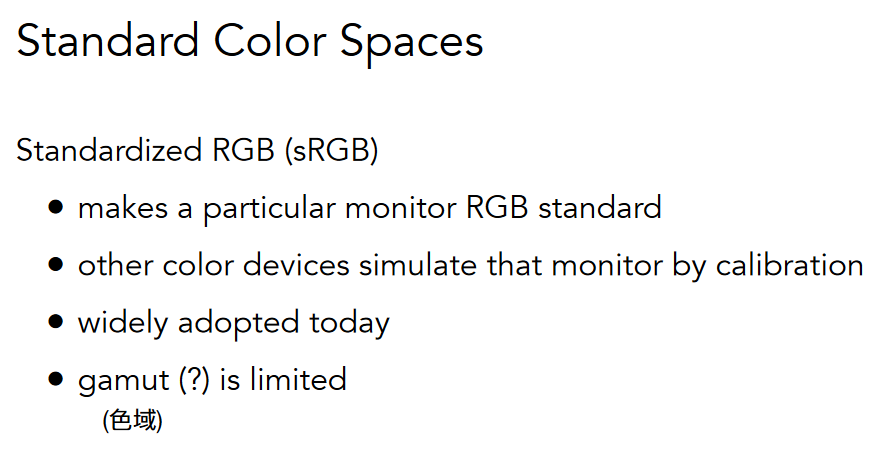 Standard Color Spaces
Standardized RGB (sRGB)
• makes a particular monitor RGB standard
• other color devices simulate that monitor by calibration
• widely adopted today
• gamut (?) is limited
(色域)